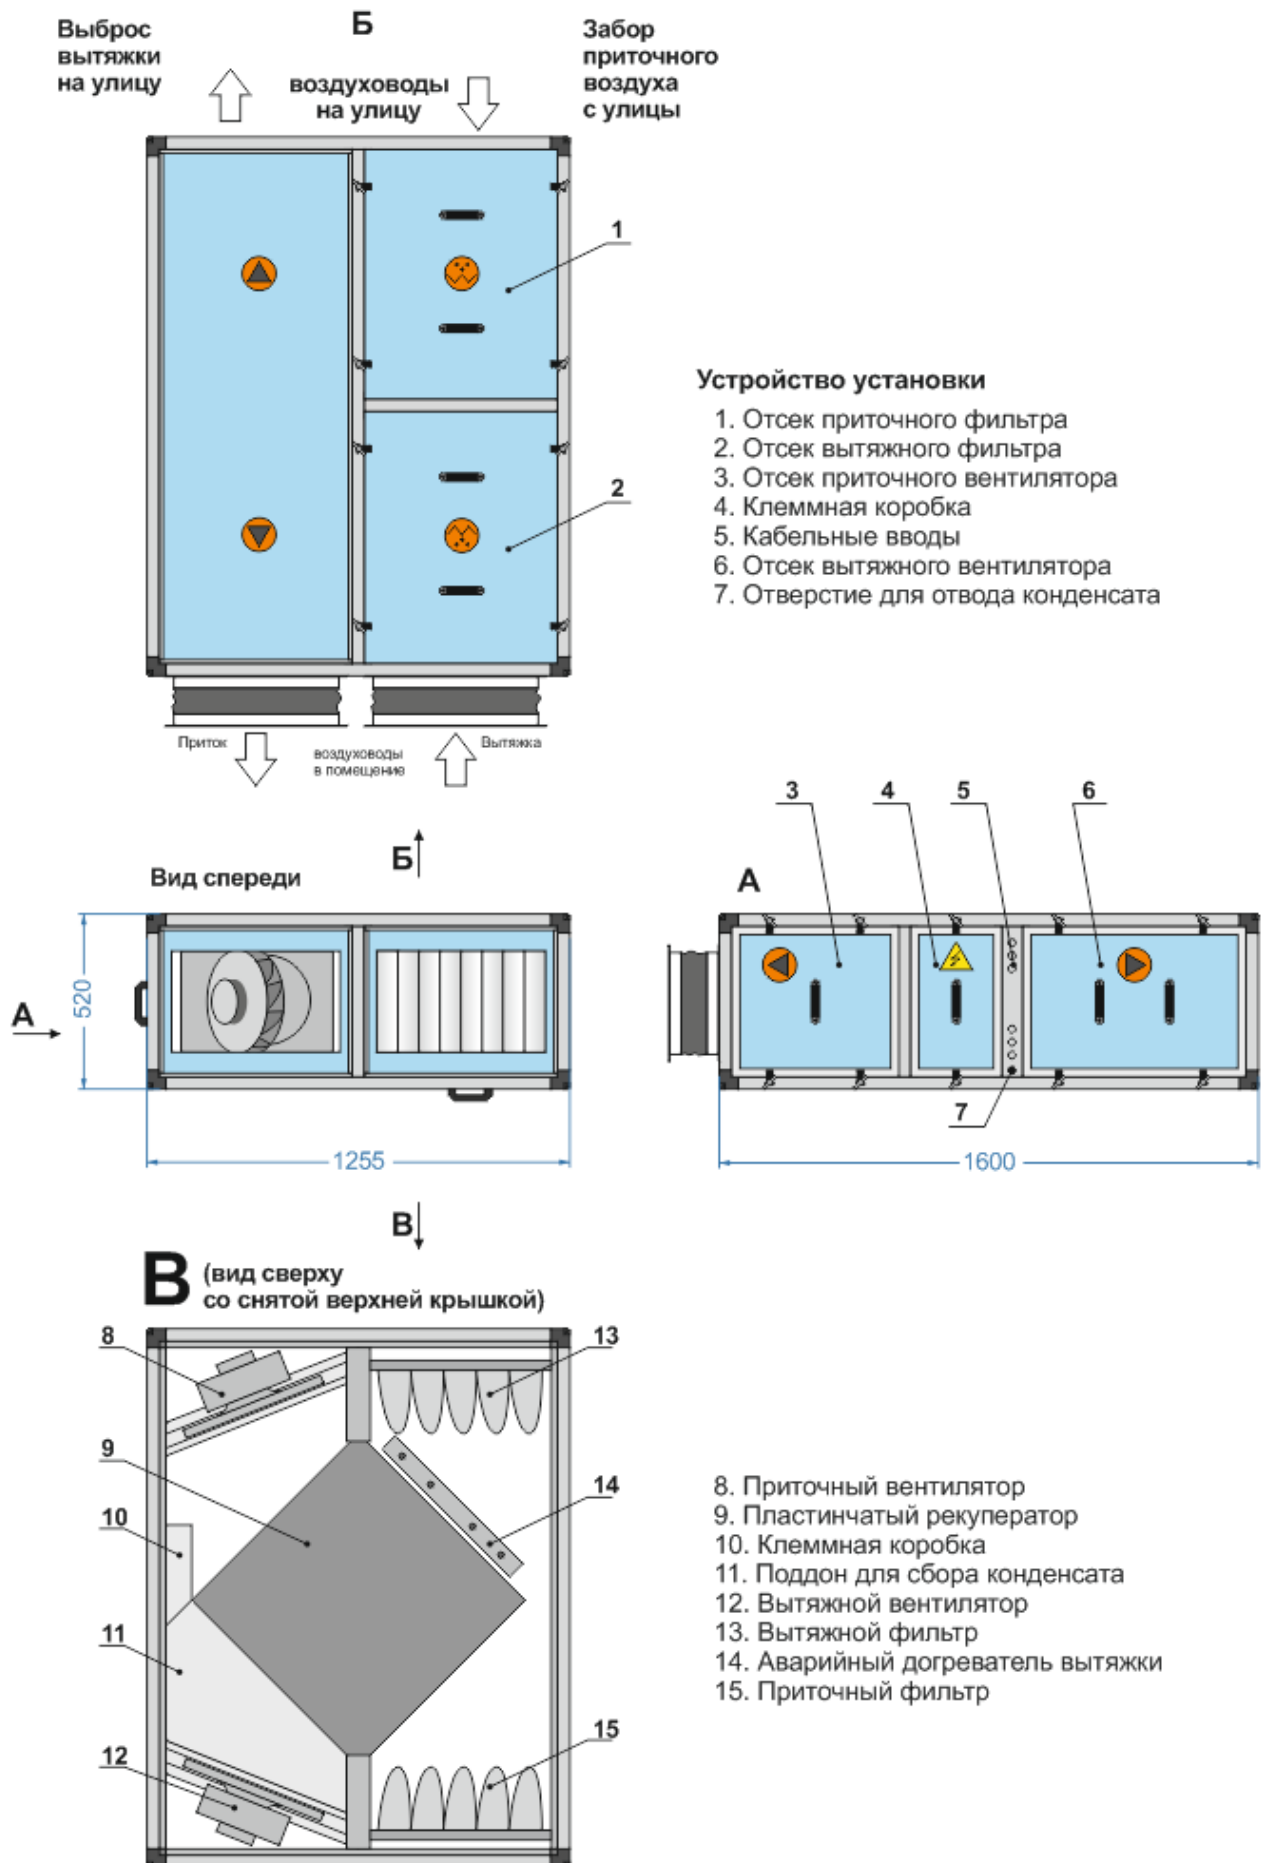 Выброс
вытяжки
на улицу
Б
воздуховоды
на улицу
Забор
приточного
воздуха
с улицы
1
2
Приток
воздуховоды
в помещение
Вытяжка
Устройство установки
1. Отсек приточного фильтра
2. Отсек вытяжного фильтра
3. Отсек приточного вентилятора
4. Клеммная коробка
5. Кабельные вводы
6. Отсек вытяжного вентилятора
7. Отверстие для отвода конденсата
Б
Вид спереди
А
520
1255
А
3
4
5
6
7
1600
В
В (вид сверху
со снятой верхней крышкой)
8
9
10
11
12
13
14
15
8. Приточный вентилятор
9. Пластинчатый рекуператор
10. Клеммная коробка
11. Поддон для сбора конденсата
12. Вытяжной вентилятор
13. Вытяжной фильтр
14. Аварийный догреватель вытяжки
15. Приточный фильтр